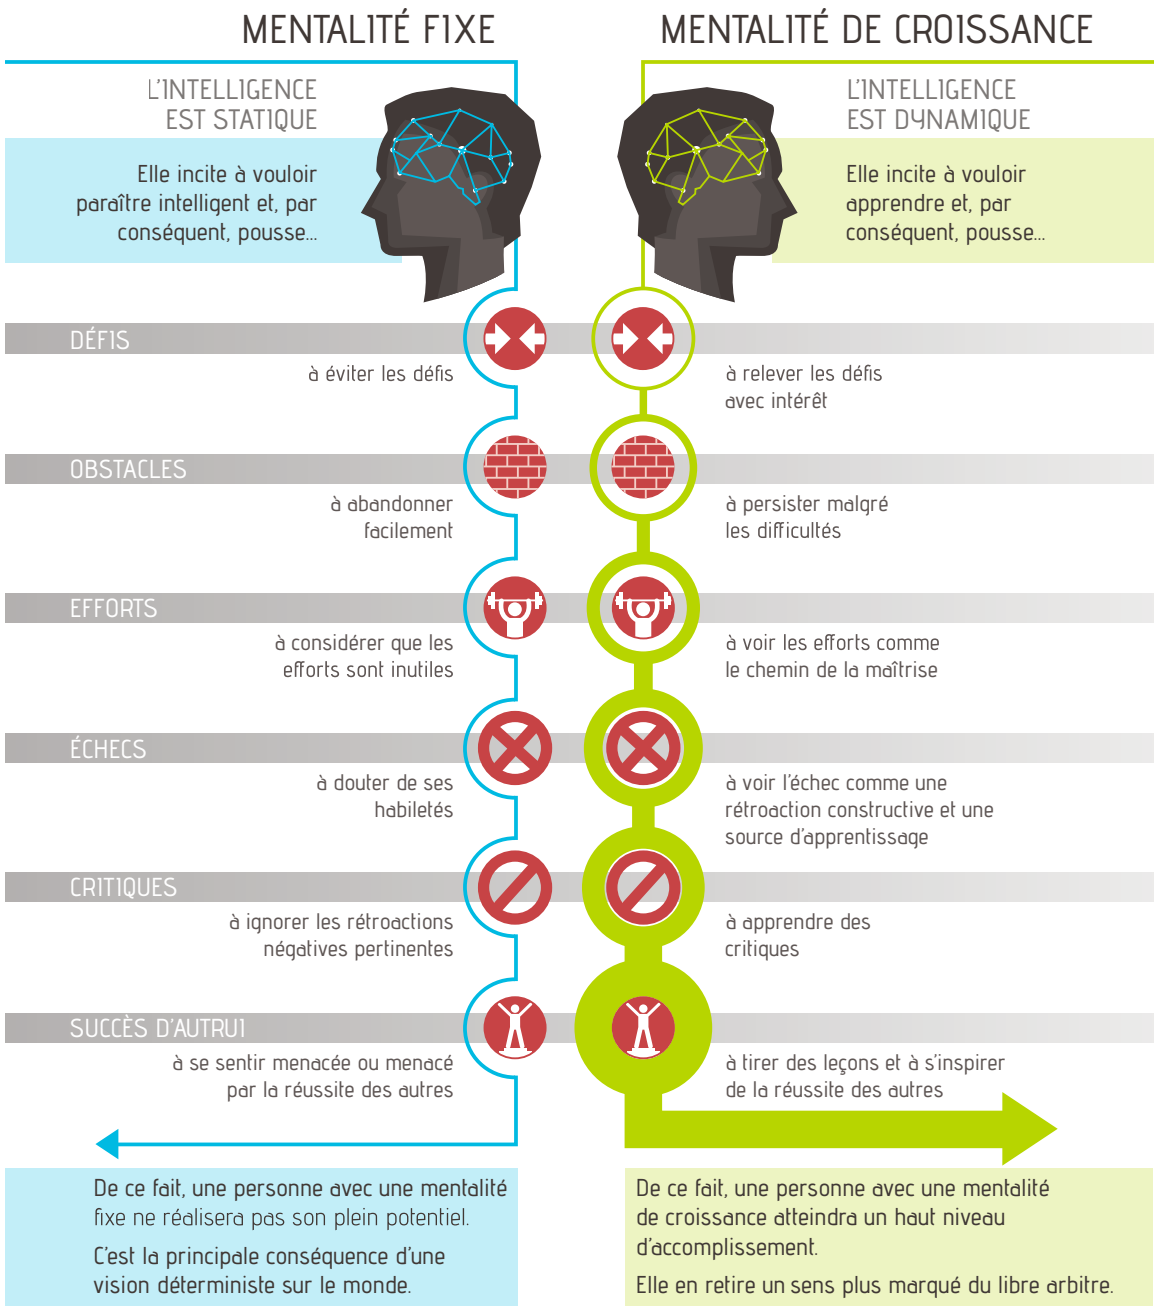 MENTALITÉ FIXE
MENTALITÉ DE CROISSANCE
L'INTELLIGENCE
EST STATIQUE
L'INTELLIGENCE
EST DYNAMIQUE
Elle incite à vouloir
paraître intelligent et, par
conséquent, pousse...
Elle incite à vouloir
apprendre et, par
conséquent, pousse...
DÉFIS
à éviter les défis
à relever les défis
avec intérêt
OBSTACLES
à abandonner
facilement
à persister malgré
les difficultés
EFFORTS
à considérer que les
efforts sont inutiles
à voir les efforts comme
le chemin de la maîtrise
ÉCHECS
à douter de ses
habiletés
à voir l'échec comme une
rétroaction constructive et une
source d'apprentissage
CRITIQUES
à ignorer les rétroactions
négatives pertinentes
à apprendre des
critiques
SUCCÈS D'AUTRUI
à se sentir menacée ou menacé
par la réussite des autres
à tirer des leçons et à s'inspirer
de la réussite des autres
De ce fait, une personne avec une mentalité
fixe ne réalisera pas son plein potentiel.
C'est la principale conséquence d'une
vision déterministe sur le monde.
De ce fait, une personne avec une mentalité
de croissance atteindra un haut niveau
d'accomplissement.
Elle en retire un sens plus marqué du libre arbitre.